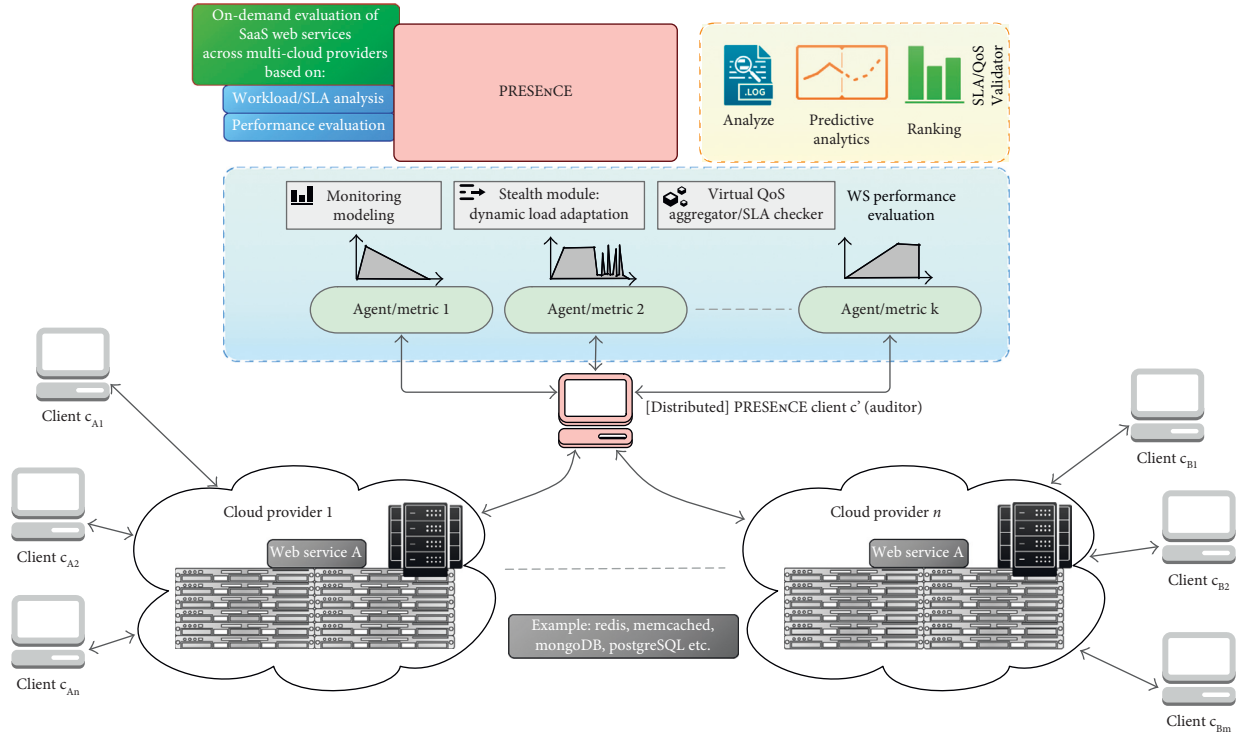 On-demand evaluation of
SaaS web services
across multi-cloud providers
based on:
Workload/SLA analysis
Performance evaluation
PRESENCE
.LOG
Analyze
Predictive
analytics
Ranking
SLA/QoS
Validator
Monitoring
modeling
Stealth module:
dynamic load adaptation
Virtual QoS
aggregator/SLA checker
WS performance
evaluation
Agent/metric 1
Agent/metric 2
Agent/metric k
[Distributed] PRESENCE client c' (auditor)
Client cA1
Client cA2
Client cAn
Cloud provider 1
Web service A
Example: redis, memcached,
mongoDB, postgreSQL etc.
Cloud provider n
Web service A
Client cB1
Client cB2
Client cBm